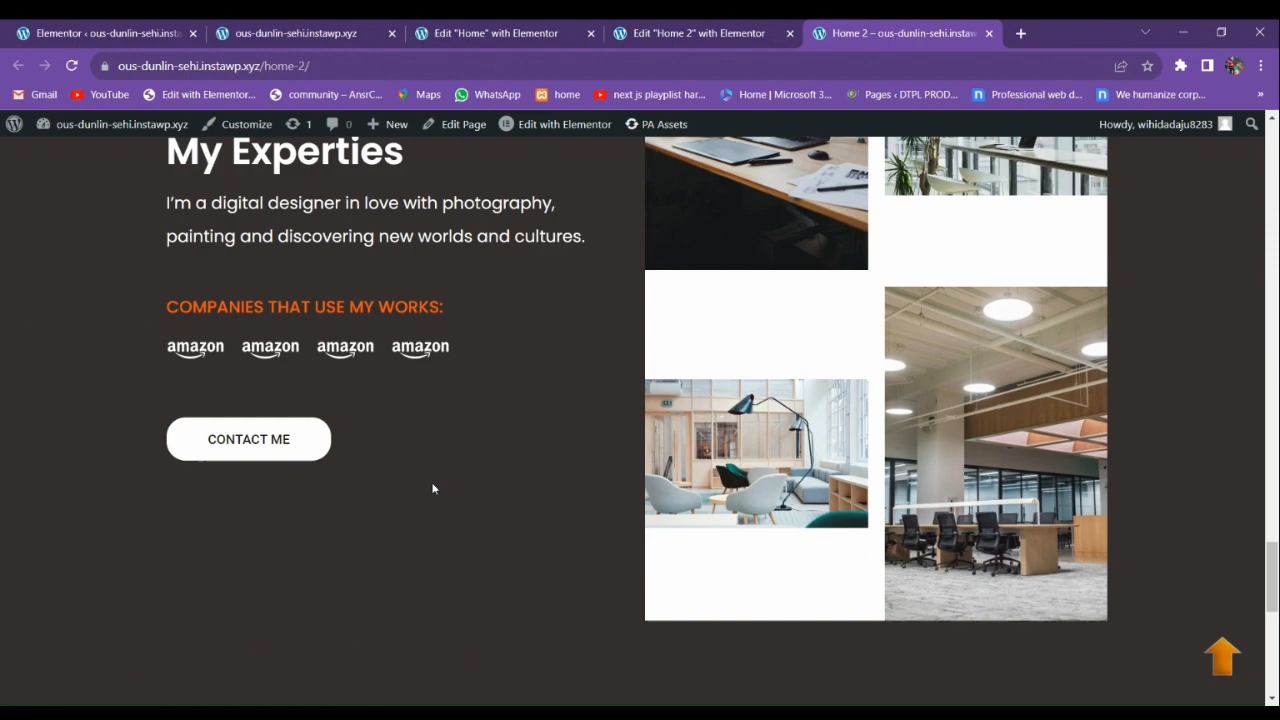 Elementor ‹ ous-dunlin-sehi.insta
ous-dunlin-sehi.instawp.xyz
Edit "Home" with Elementor
Edit "Home 2" with Elementor
Home 2 – ous-dunlin-sehi.instaw
ous-dunlin-sehi.instawp.xyz/home-2/
Gmail
YouTube
Edit with Elementor...
community – AnsrC...
Maps
WhatsApp
home
next js playplist har...
Home | Microsoft 3...
Pages ‹ DTPL PROD...
Professional web d...
We humanize corp...
»
ous-dunlin-sehi.instawp.xyz
Customize
1
0
New
Edit Page
Edit with Elementor
PA Assets
Howdy, wihidadaju8283
My Experties
I'm a digital designer in love with photography,
painting and discovering new worlds and cultures.
COMPANIES THAT USE MY WORKS:
amazon amazon amazon amazon
CONTACT ME